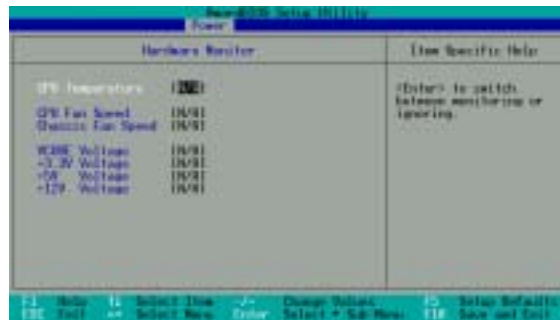 Setup Utility
Power
Hardware Monitor
Item Specific Help
CPU Temperature
CPU Fan Speed [N/A]
Chassis Fan Speed [N/A]
VCORE Voltage [N/A]
+3.3V Voltage [N/A]
+5V Voltage [N/A]
+12V Voltage [N/A]
<Enter> to switch
between monitoring or
ignoring.
F1 Help ↑↓ Select Item -/+ Change Values F5 Setup Defaults
ESC Exit ↔ Select Menu Enter Select ▸ Sub-Menu F10 Save and Exit